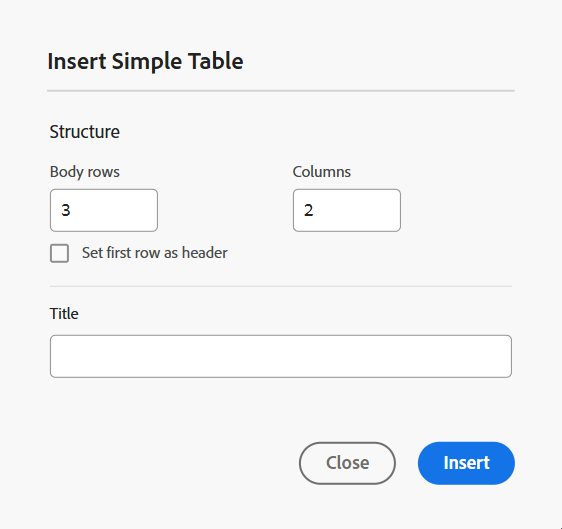 Insert Simple Table
Structure
Body rows Columns
3 2
Set first row as header
Title
Close Insert